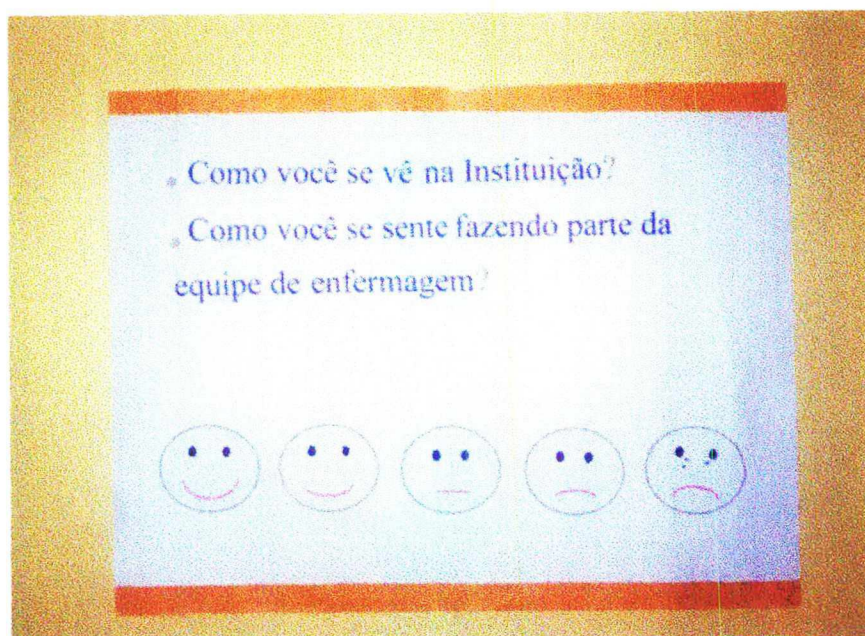 Como você se vê na Instituição?
Como você se sente fazendo parte da
equipe de enfermagem?